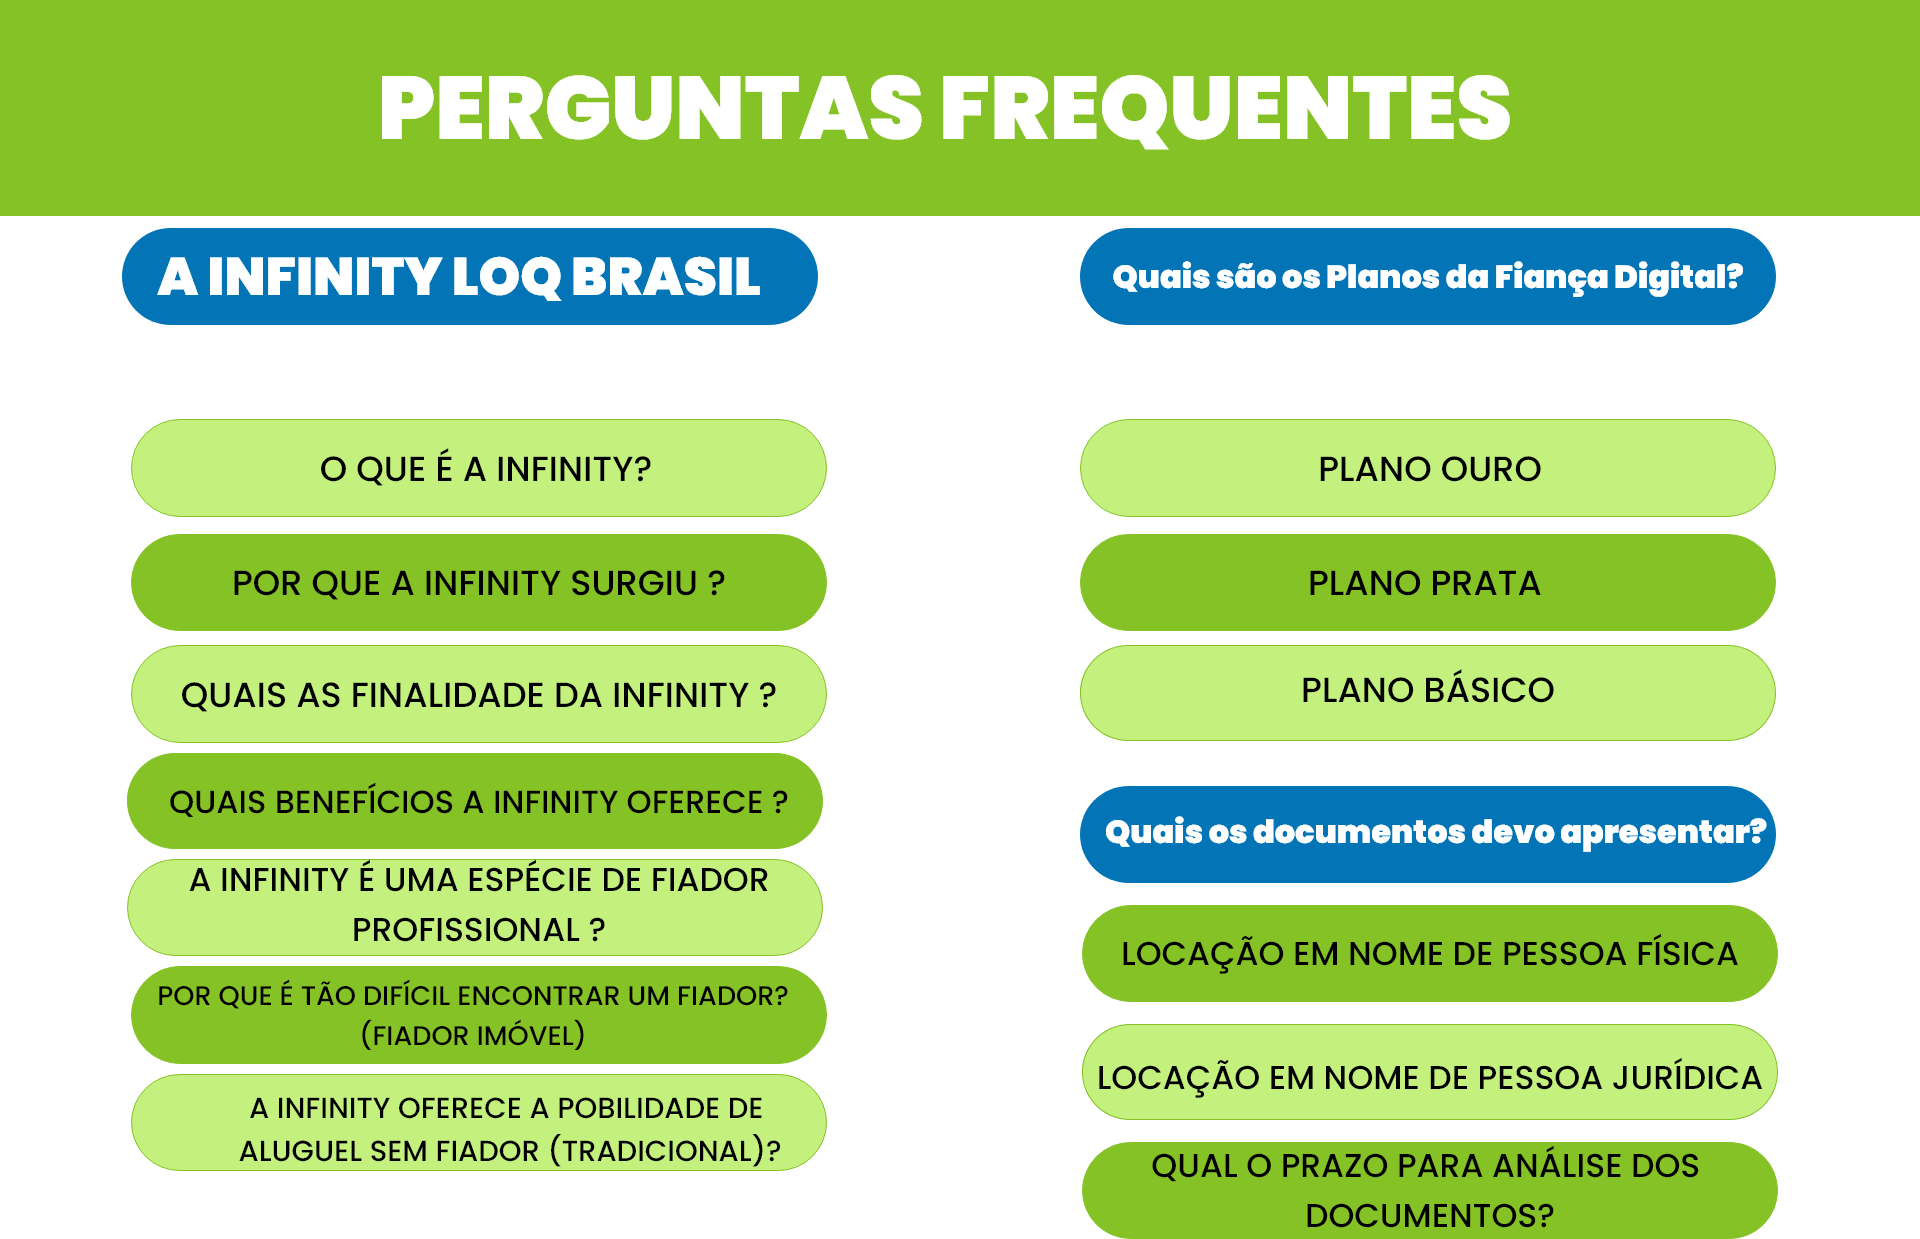 PERGUNTAS FREQUENTES
A INFINITY LOQ BRASIL
O QUE É A INFINITY?
POR QUE A INFINITY SURGIU ?
QUAIS AS FINALIDADE DA INFINITY ?
QUAIS BENEFÍCIOS A INFINITY OFERECE ?
A INFINITY É UMA ESPÉCIE DE FIADOR
PROFISSIONAL ?
POR QUE É TÃO DIFÍCIL ENCONTRAR UM FIADOR?
(FIADOR IMÓVEL)
A INFINITY OFERECE A POBILIDADE DE
ALUGUEL SEM FIADOR (TRADICIONAL)?
Quais são os Planos da Fiança Digital?
PLANO OURO
PLANO PRATA
PLANO BÁSICO
Quais os documentos devo apresentar?
LOCAÇÃO EM NOME DE PESSOA FÍSICA
LOCAÇÃO EM NOME DE PESSOA JURÍDICA
QUAL O PRAZO PARA ANÁLISE DOS
DOCUMENTOS?